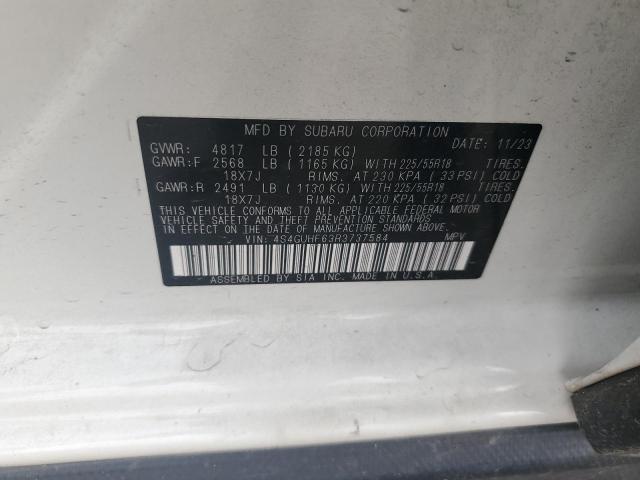 MFD BY SUBARU CORPORATION DATE: 11/23
GVWR: 4817 LB (2185 KG)
GAWR:F 2568 LB (1165 KG) WITH 225/55R18 TIRES.
18X7J RIMS. AT 230 KPA (33 PSI) COLD
GAWR:R 2491 LB (1130 KG) WITH 225/55R18 TIRES.
18X7J RIMS. AT 220 KPA (32 PSI) COLD
THIS VEHICLE CONFORMS TO ALL APPLICABLE FEDERAL MOTOR
VEHICLE SAFETY AND THEFT PREVENTION STANDARDS
IN EFFECT ON THE DATE OF MANUFACTURE SHOWN ABOVE.
VIN: 4S4GUHF63R3737584 MPV
ASSEMBLED BY SIA INC. MADE IN U.S.A.